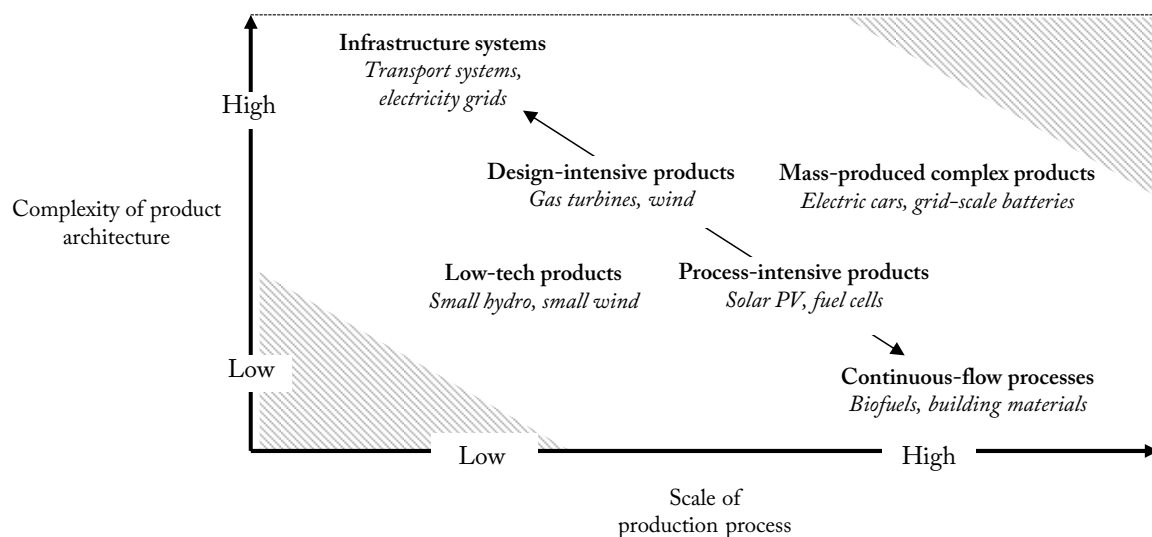 Infrastructure systems
Transport systems,
electricity grids
High
Design-intensive products
Gas turbines, wind
Mass-produced complex products
Electric cars, grid-scale batteries
Complexity of product
architecture
Low-tech products
Small hydro, small wind
Process-intensive products
Solar PV, fuel cells
Low
Continuous-flow processes
Biofuels, building materials
Low
High
Scale of
production process